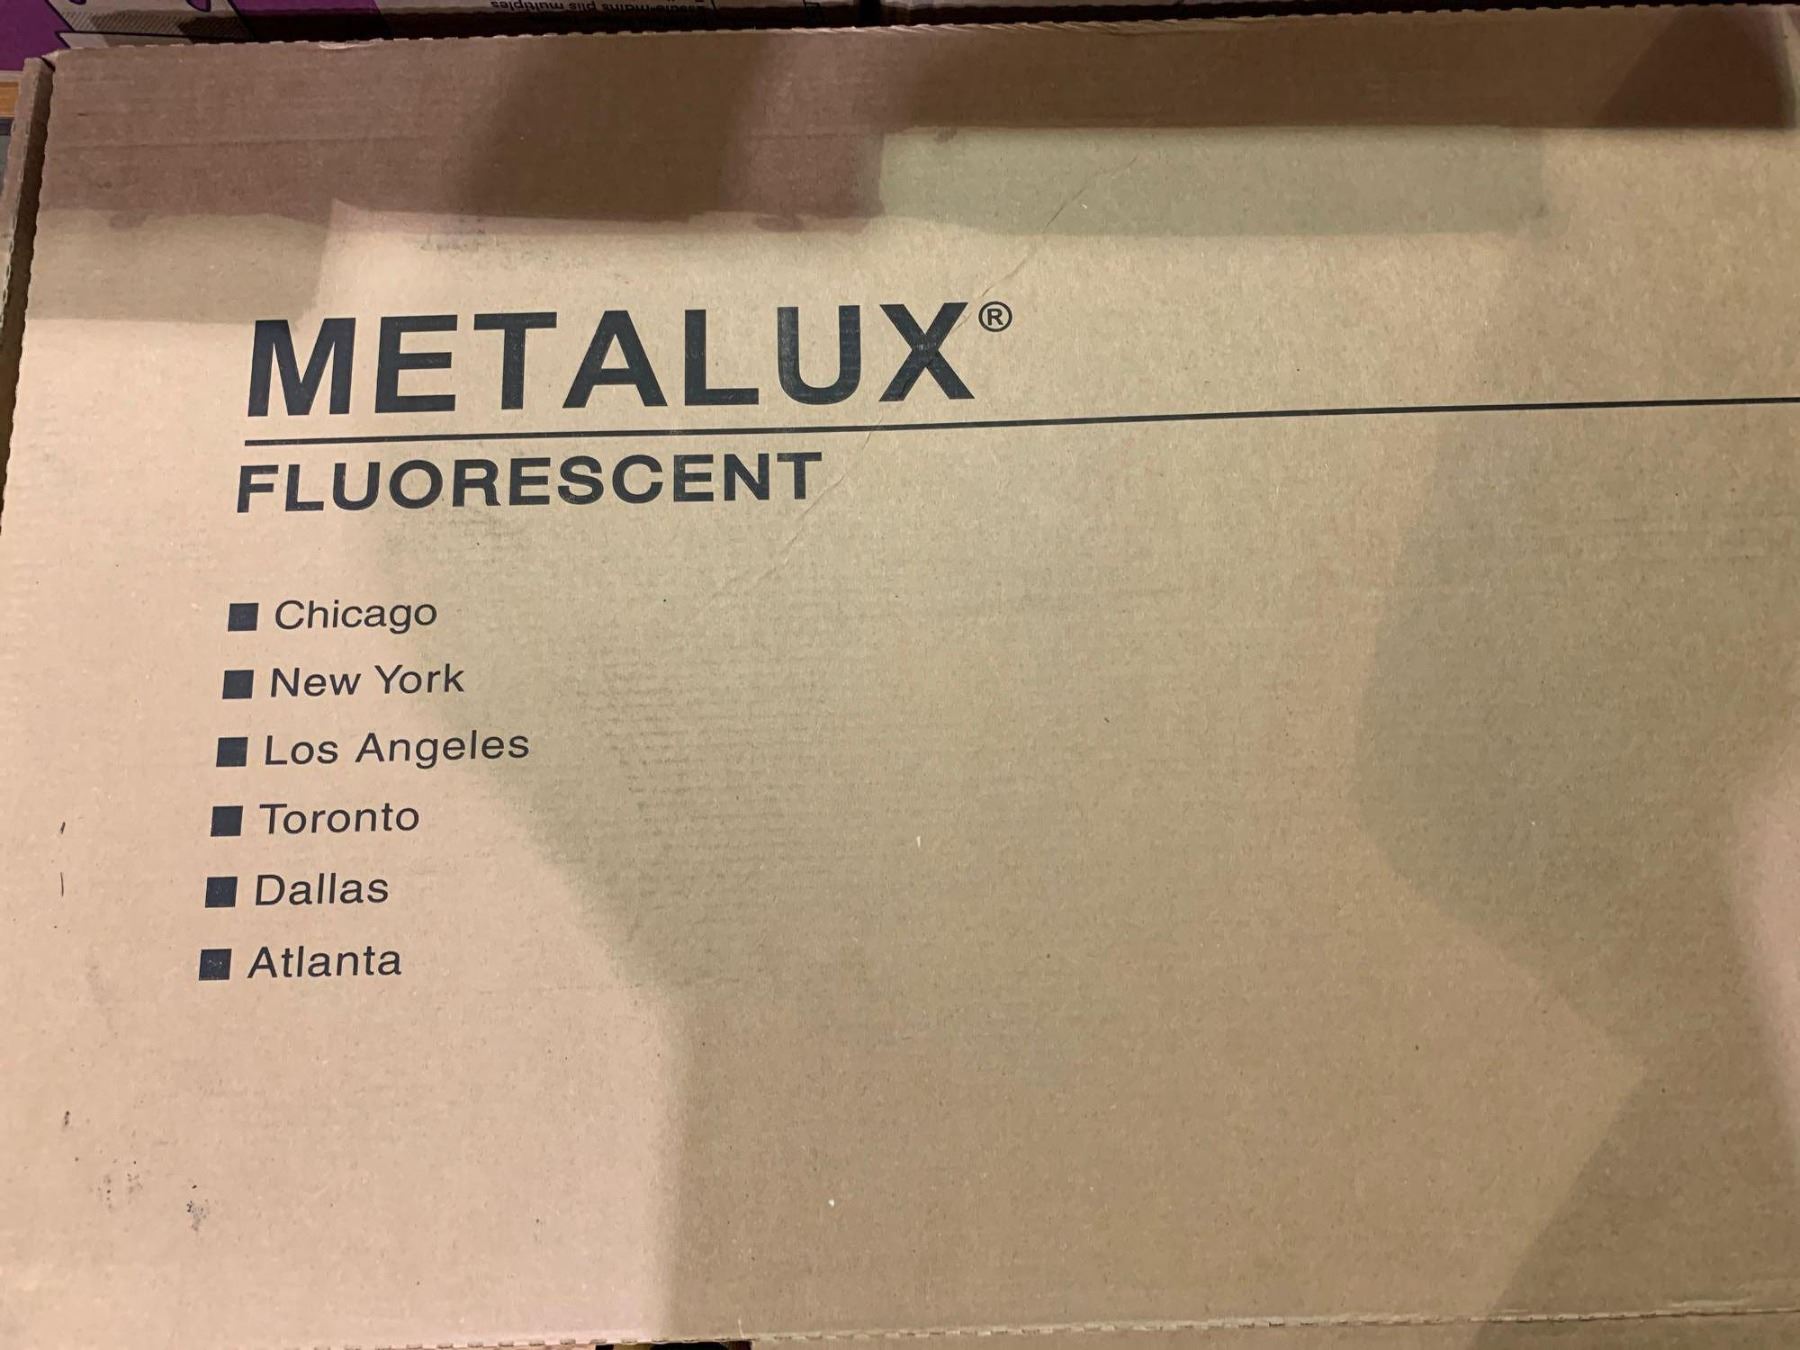 METALUX®
FLUORESCENT
■ Chicago
■ New York
■ Los Angeles
■ Toronto
■ Dallas
■ Atlanta